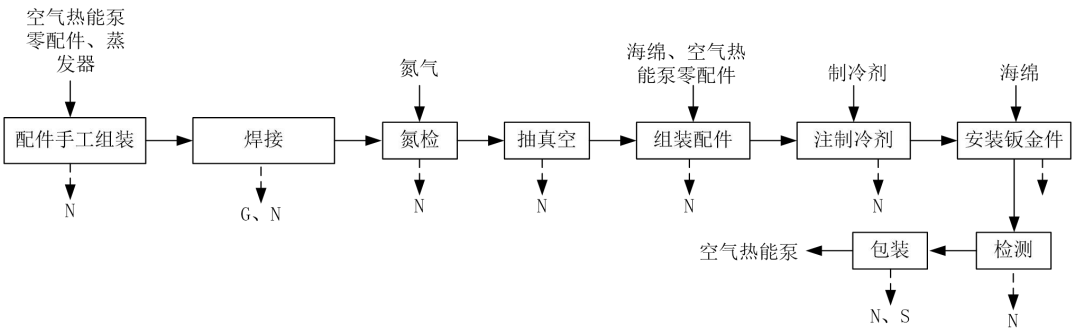 空气热能泵
零配件、蒸
发器
氮气
海绵、空气热
能泵零配件
制冷剂
海绵
配件手工组装
焊接
氮检
抽真空
组装配件
注制冷剂
安装钣金件
N
G、N
N
N
N
N
空气热能泵
包装
检测
N、S
N